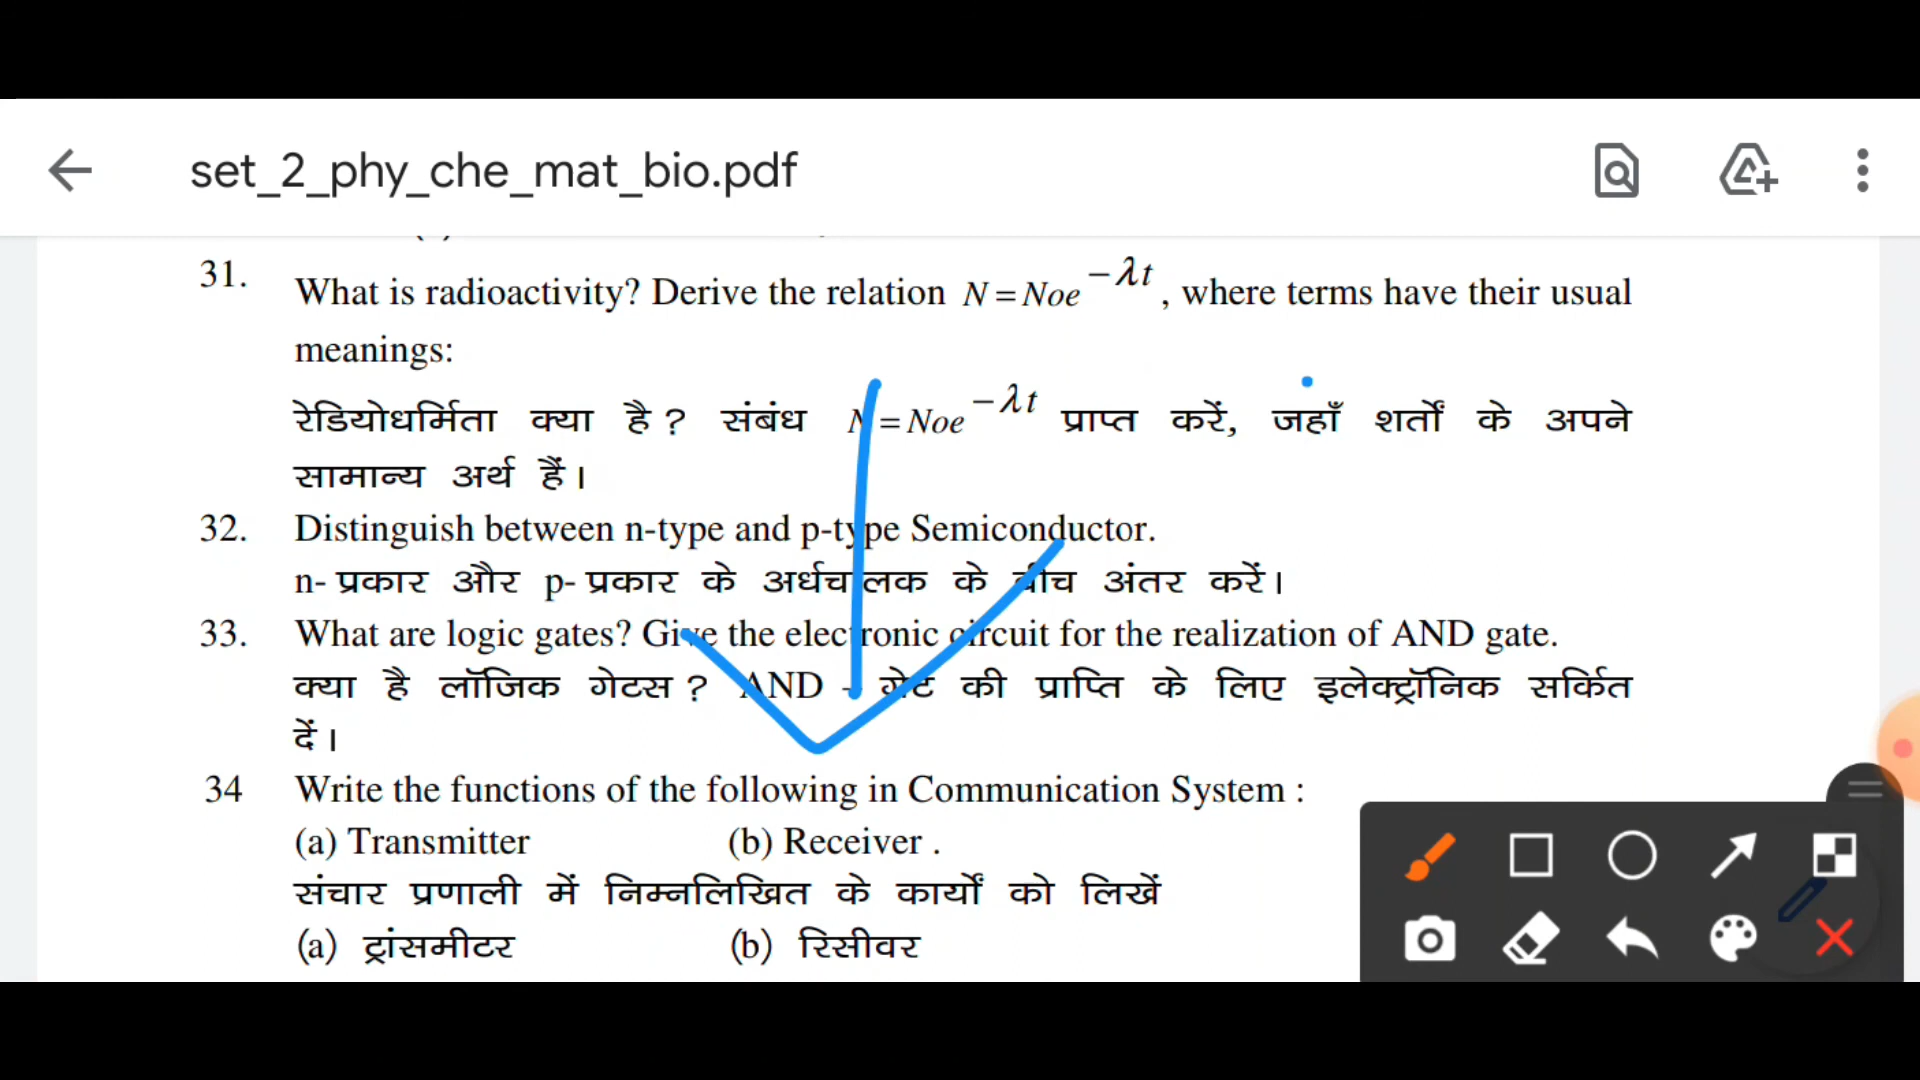 set_2_phy_che_mat_bio.pdf
31. What is radioactivity? Derive the relation N = Noe^−λt, where terms have their usual
meanings:
रेडियोधर्मिता क्या है ? संबंध N = Noe^−λt प्राप्त करें, जहाँ शर्तों के अपने
सामान्य अर्थ हैं।
32. Distinguish between n-type and p-type Semiconductor.
n- प्रकार और p- प्रकार के अर्धचालक के बीच अंतर करें।
33. What are logic gates? Give the electronic circuit for the realization of AND gate.
क्या है लॉजिक गेटस ? AND - गेट की प्राप्ति के लिए इलेक्ट्रॉनिक सर्कित
दें।
34 Write the functions of the following in Communication System :
(a) Transmitter (b) Receiver .
संचार प्रणाली में निम्नलिखित के कार्यों को लिखें
(a) ट्रांसमीटर (b) रिसीवर